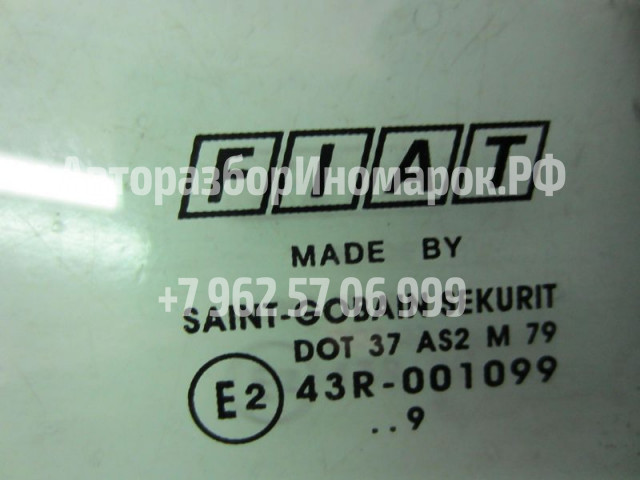 FIAT
АвторазборИномарок.РФ
MADE BY
+7 962 57 06 999
SAINT-GOBAIN SEKURIT
DOT 37 AS2 M 79
E2 43R-001099
..9